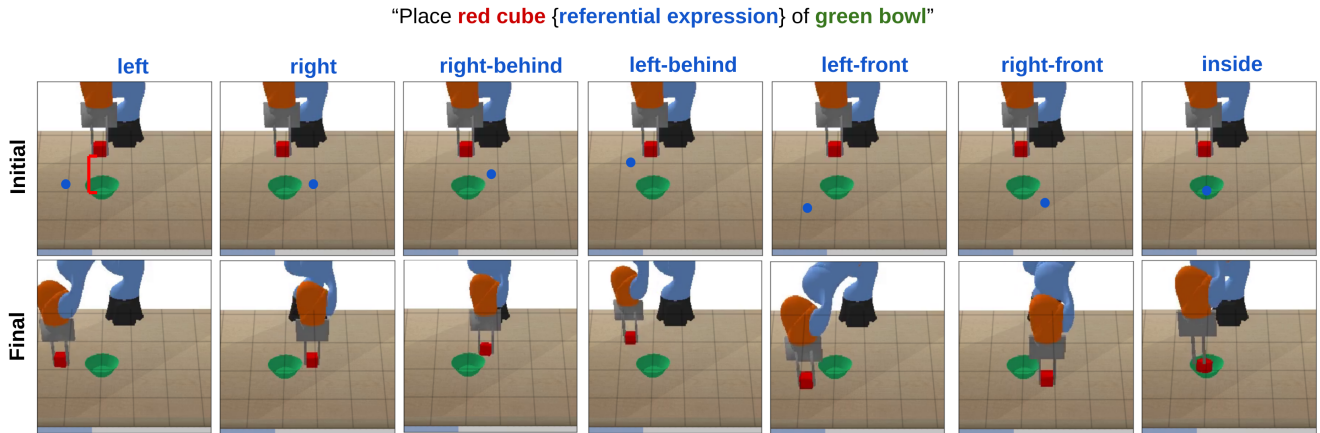 “Place red cube {referential expression} of green bowl”
left right right-behind left-behind left-front right-front inside
Initial
Final